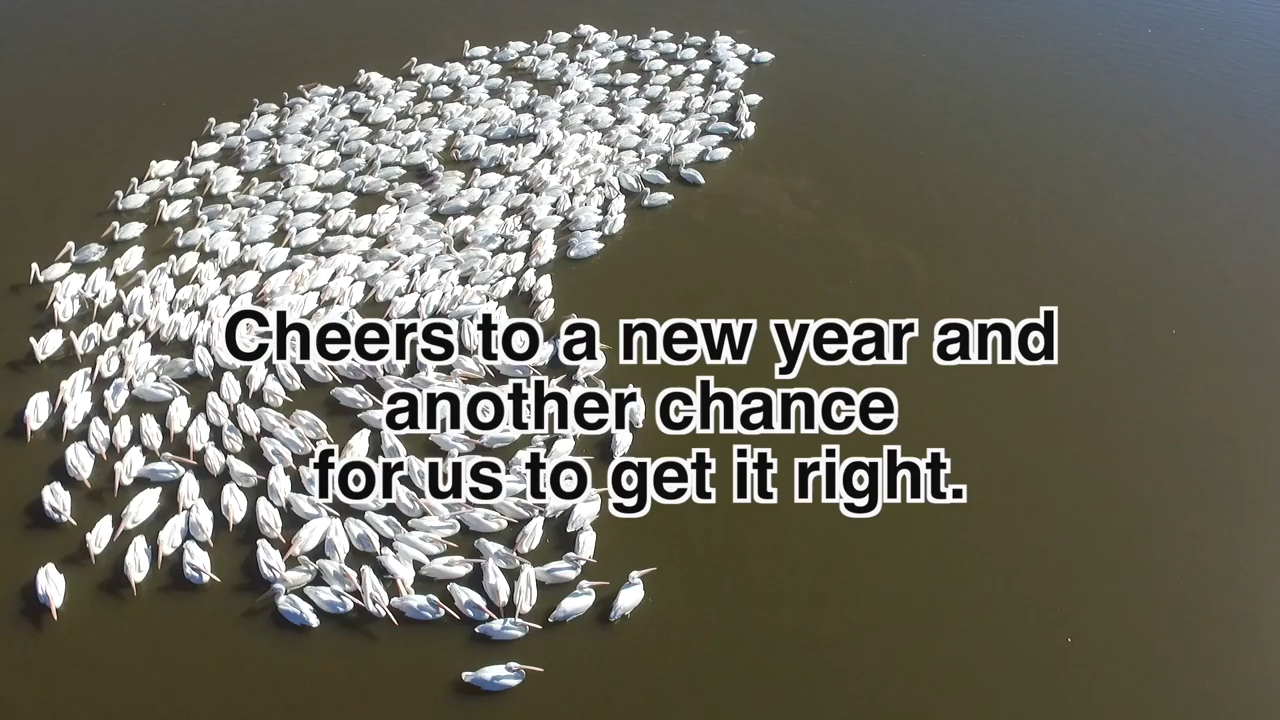 Cheers to a new year and
another chance
for us to get it right.